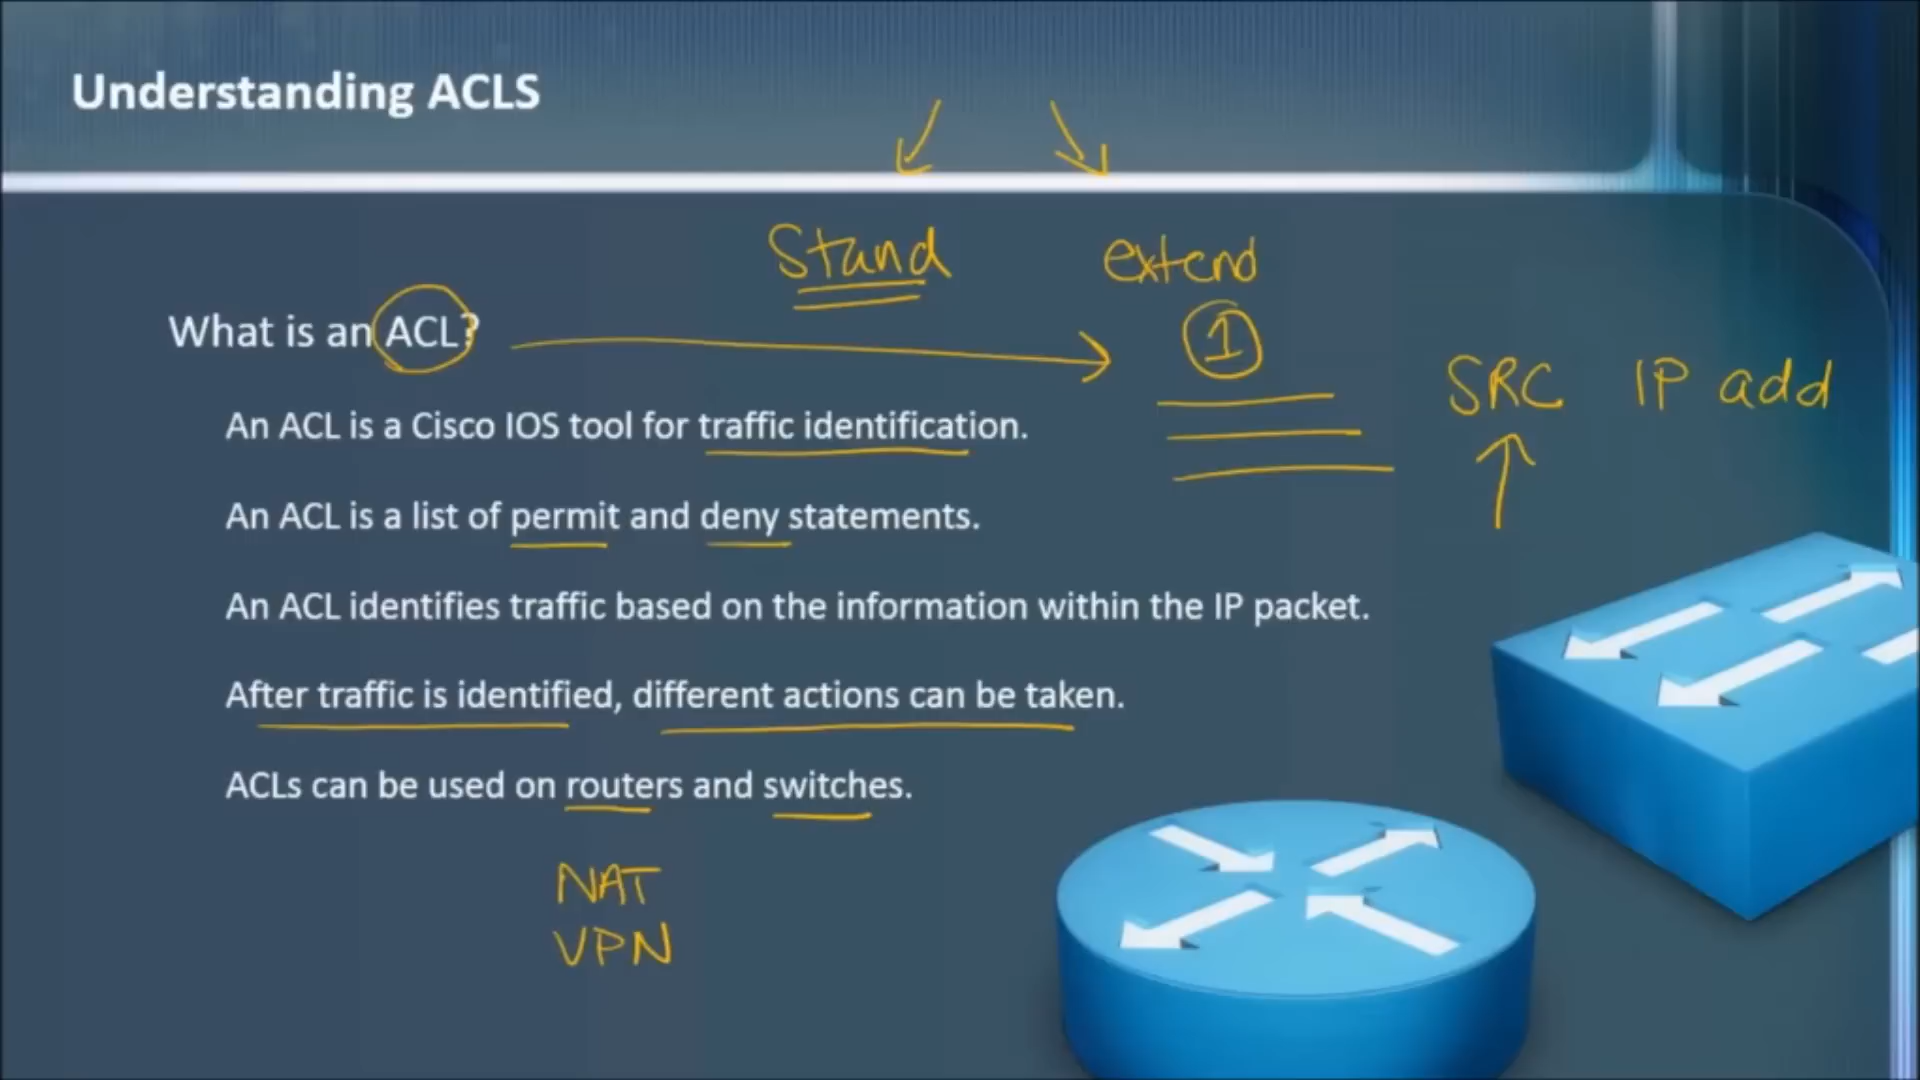 Understanding ACLS
Stand extend
What is an ACL?
1
SRC IP add
An ACL is a Cisco IOS tool for traffic identification.
An ACL is a list of permit and deny statements.
An ACL identifies traffic based on the information within the IP packet.
After traffic is identified, different actions can be taken.
ACLs can be used on routers and switches.
NAT
VPN